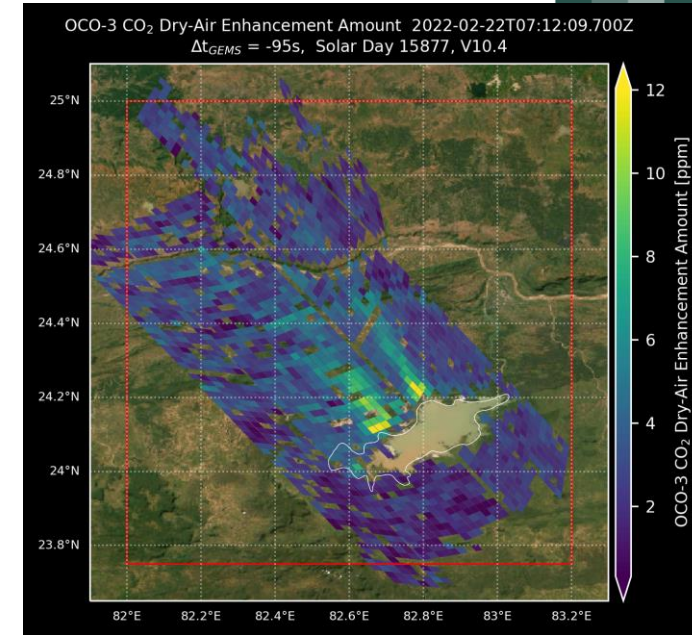 OCO-3 CO₂ Dry-Air Enhancement Amount 2022-02-22T07:12:09.700Z
Δt_GEMS = -95s, Solar Day 15877, V10.4
25°N
24.8°N
24.6°N
24.4°N
24.2°N
24°N
23.8°N
82°E 82.2°E 82.4°E 82.6°E 82.8°E 83°E 83.2°E
12
10
8
6
4
2
OCO-3 CO₂ Dry-Air Enhancement Amount [ppm]